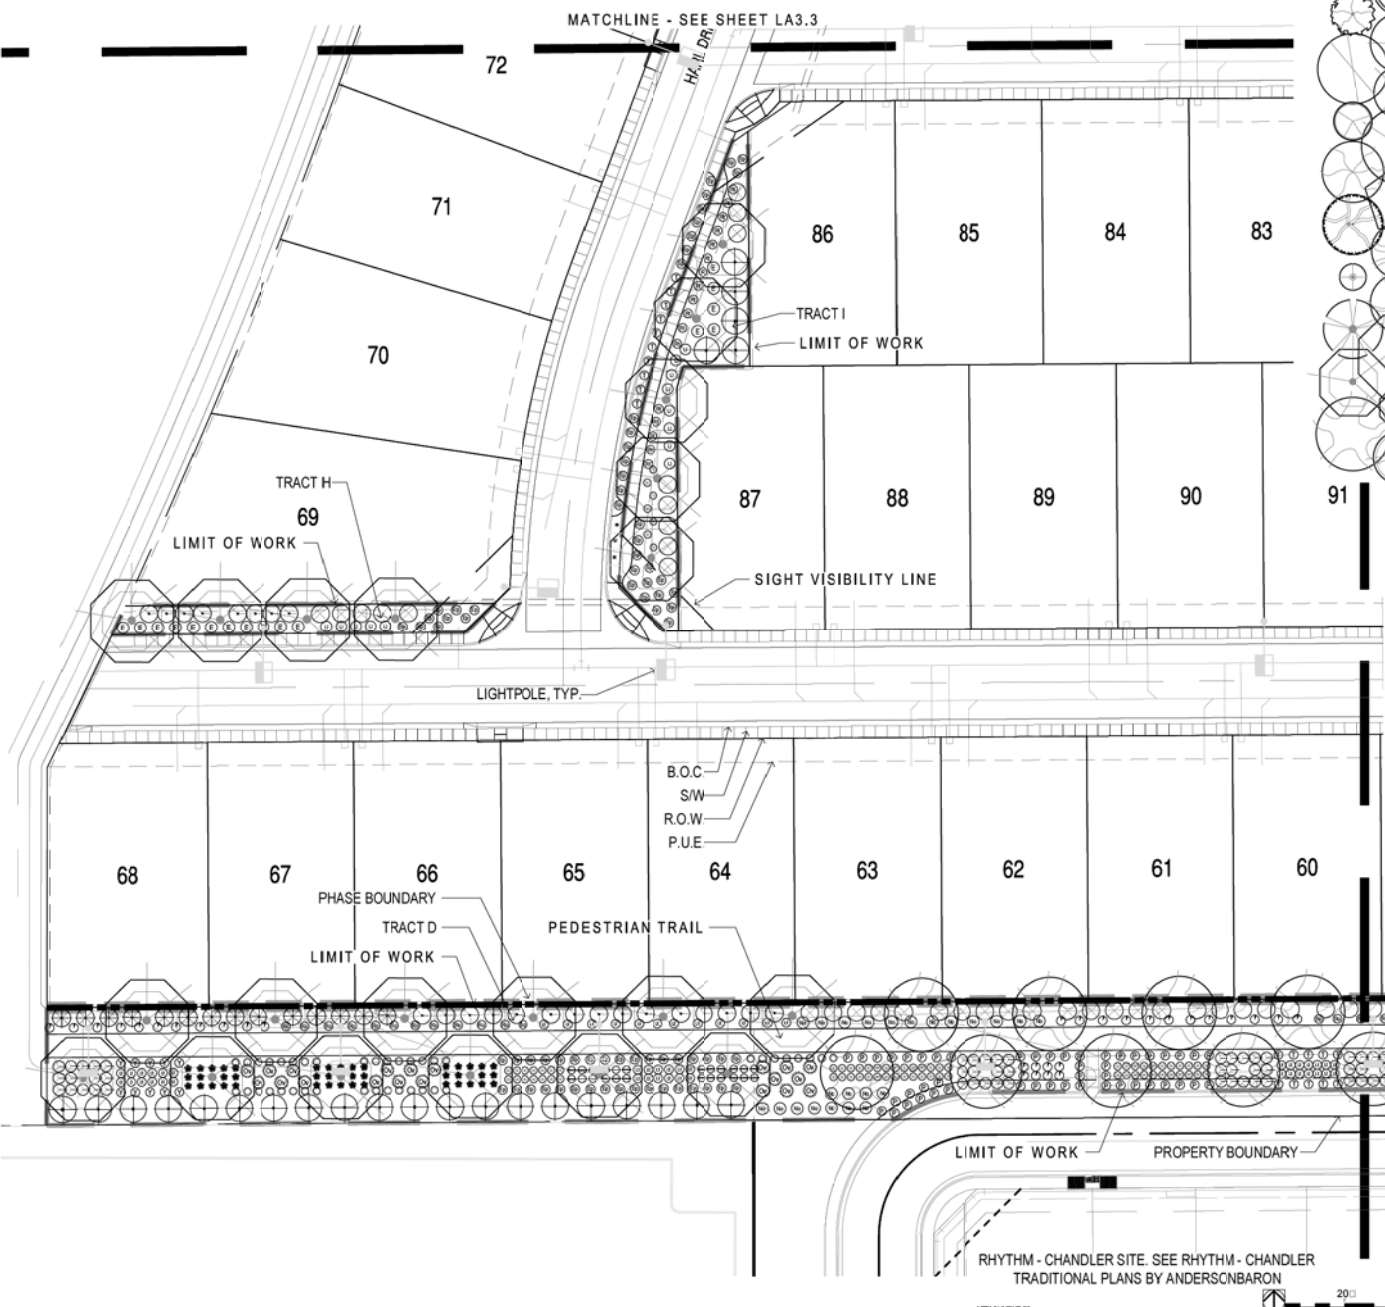 MATCHLINE - SEE SHEET LA3.3
72
71
86
85
84
83
TRACT I
LIMIT OF WORK
70
TRACT H
69
LIMIT OF WORK
87
88
89
90
91
SIGHT VISIBILITY LINE
LIGHTPOLE, TYP.
B.O.C.
S/W
R.O.W.
P.U.E.
68
67
66
65
64
63
62
61
60
PHASE BOUNDARY
TRACT D
LIMIT OF WORK
PEDESTRIAN TRAIL
LIMIT OF WORK
PROPERTY BOUNDARY
RHYTHM - CHANDLER SITE. SEE RHYTHM - CHANDLER
TRADITIONAL PLANS BY ANDERSONBARON